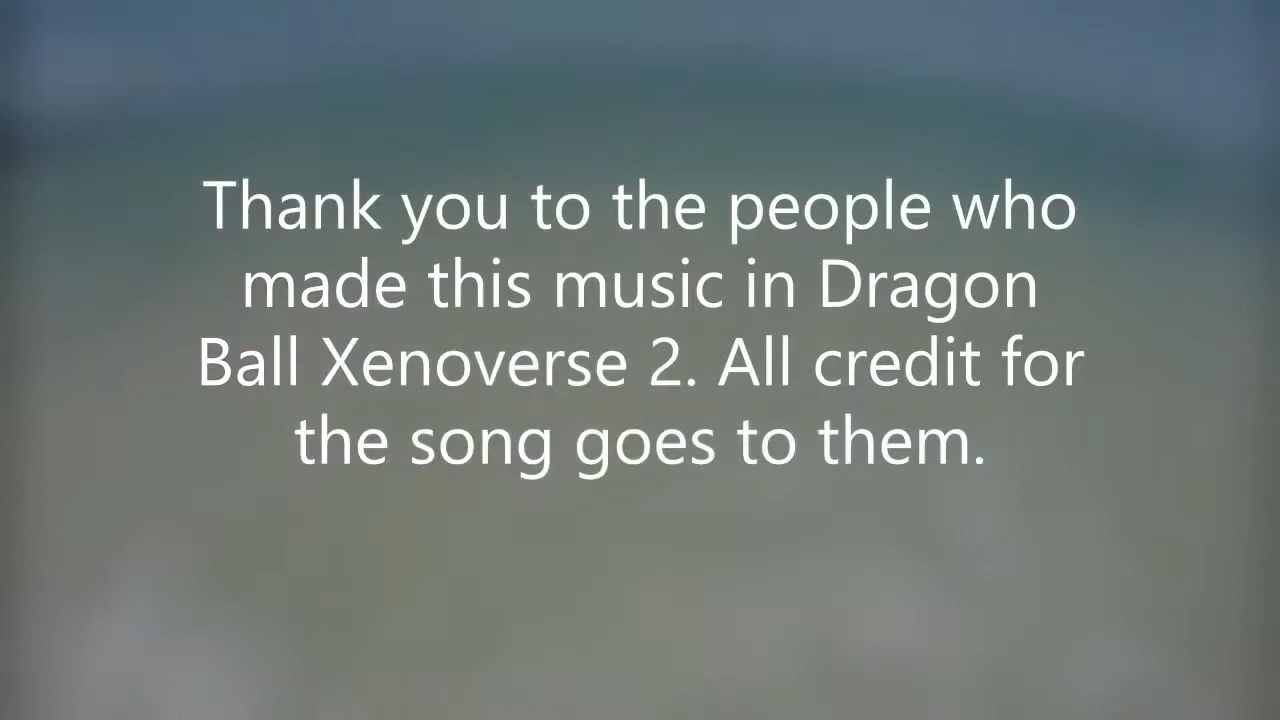 Thank you to the people who
made this music in Dragon
Ball Xenoverse 2. All credit for
the song goes to them.